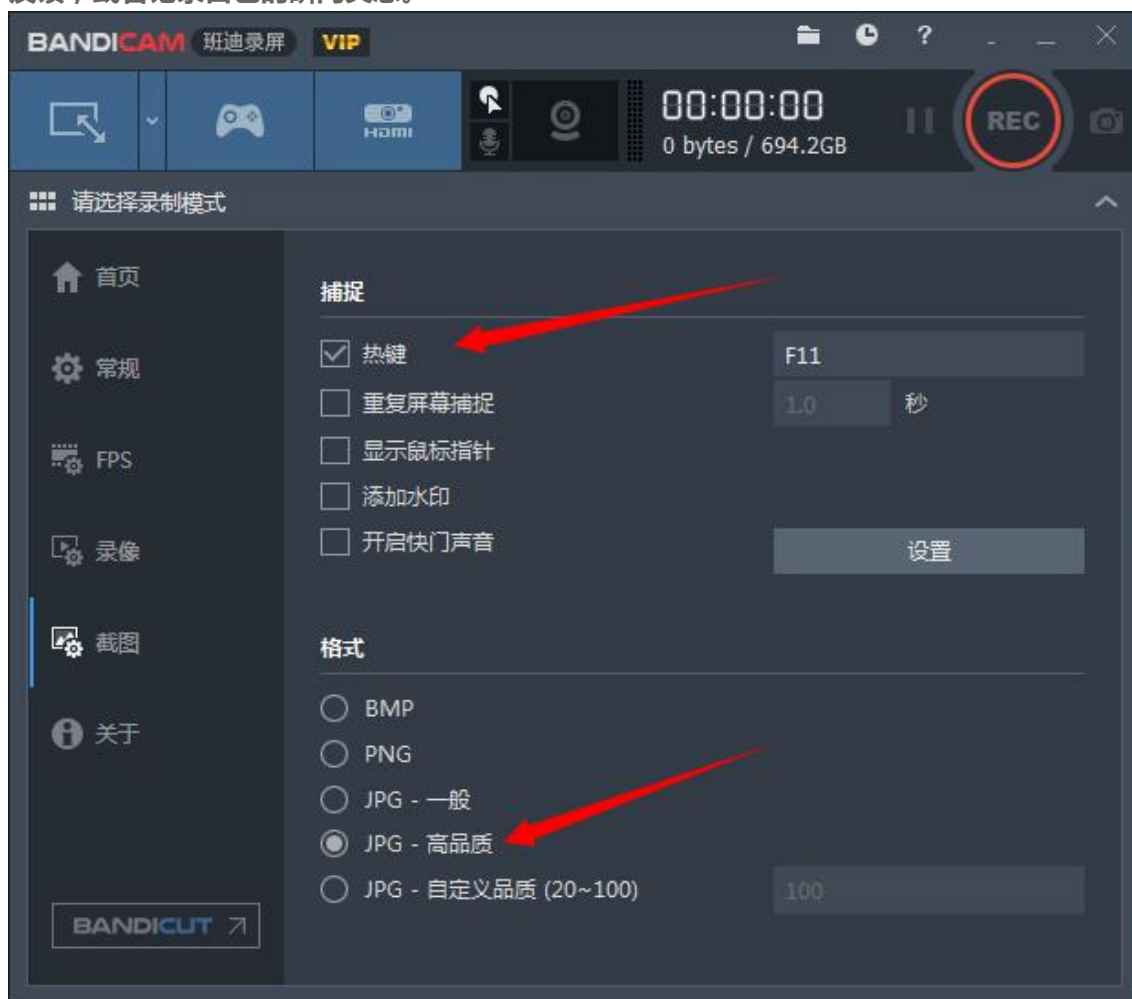 BANDICAM 班迪录屏 VIP
?
HDMI
00:00:00
0 bytes / 694.2GB
REC
请选择录制模式
首页
常规
FPS
录像
截图
关于
BANDICUT
捕捉
热键 F11
重复屏幕捕捉 1.0 秒
显示鼠标指针
添加水印
开启快门声音 设置
格式
BMP
PNG
JPG - 一般
JPG - 高品质
JPG - 自定义品质 (20~100) 100